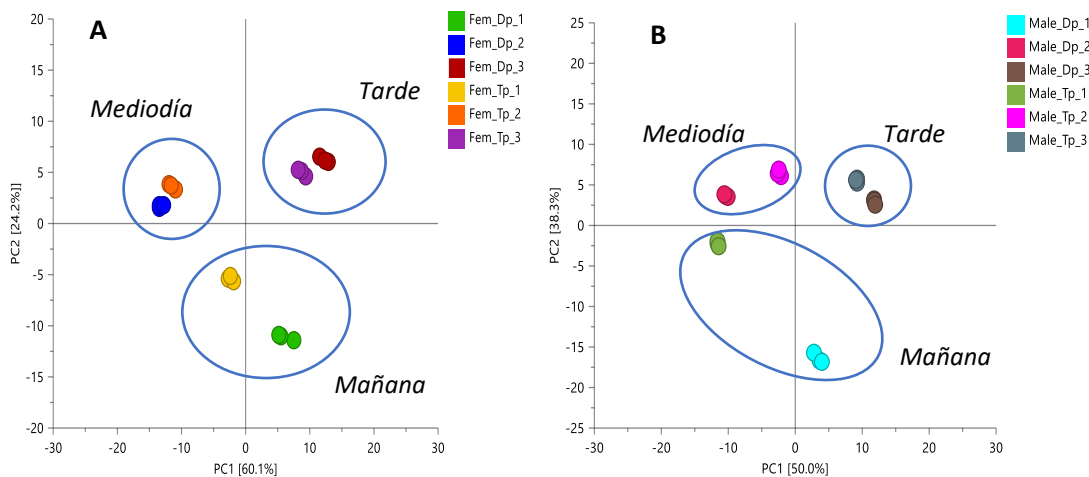 A
Fem_Dp_1
Fem_Dp_2
Fem_Dp_3
Fem_Tp_1
Fem_Tp_2
Fem_Tp_3
Mediodía
Tarde
Mañana
20
15
10
5
0
-5
-10
-15
-20
PC2 [24.2%]]
-30
-20
-10
0
10
20
30
PC1 [60.1%]
B
Male_Dp_1
Male_Dp_2
Male_Dp_3
Male_Tp_1
Male_Tp_2
Male_Tp_3
Mediodía
Tarde
Mañana
25
20
15
10
5
0
-5
-10
-15
-20
-25
PC2 [38.3%]
-30
-20
-10
0
10
20
30
PC1 [50.0%]